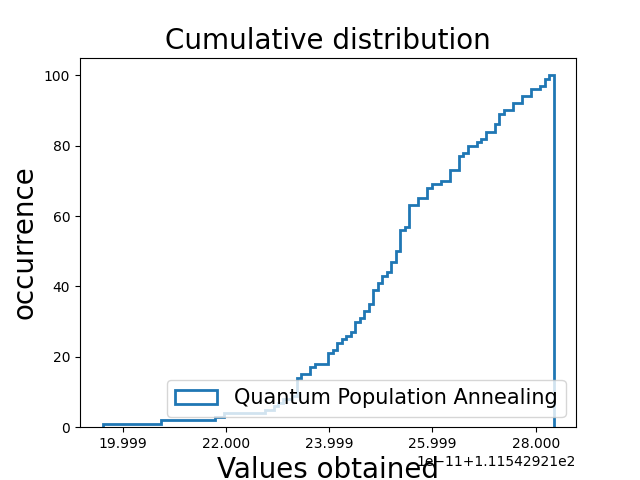 Cumulative distribution
100
80
60
40
20
0
occurrence
Quantum Population Annealing
19.999 22.000 23.999 25.999 28.000
1e−11+1.11542921e2
Values obtained